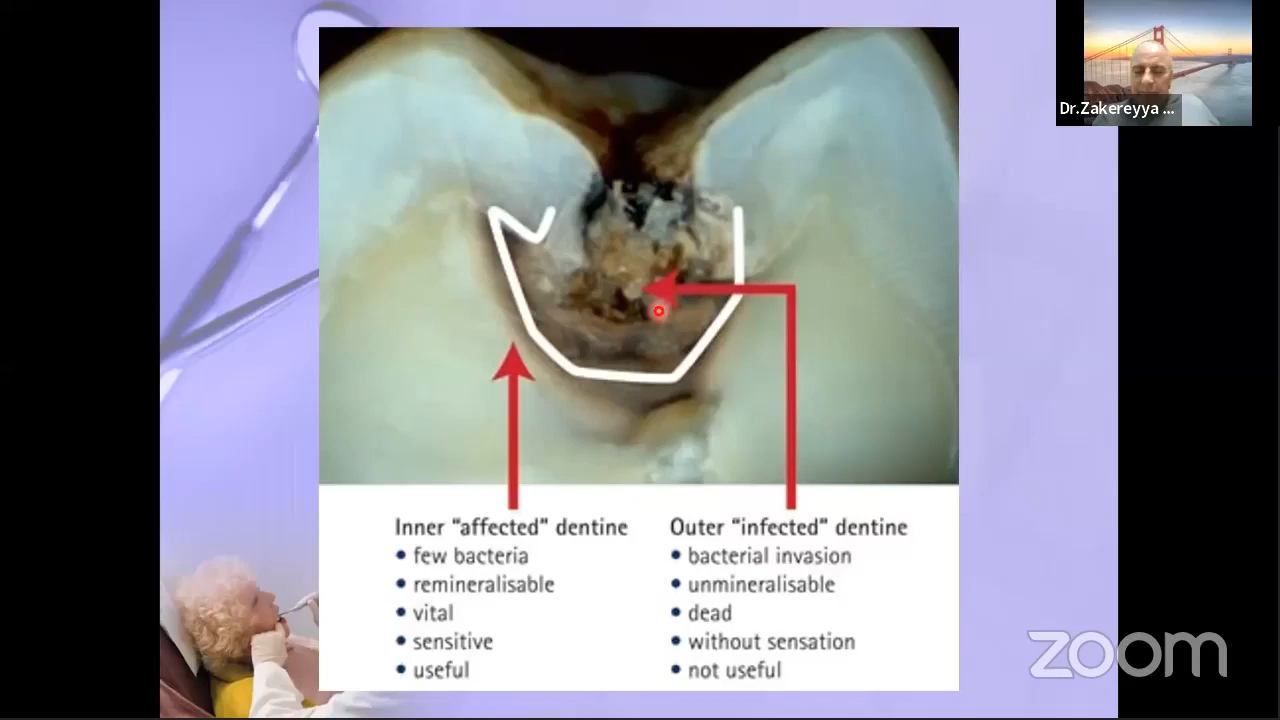 Dr.Zakereyya ...
Inner “affected” dentine
• few bacteria
• remineralisable
• vital
• sensitive
• useful
Outer “infected” dentine
• bacterial invasion
• unmineralisable
• dead
• without sensation
• not useful
zoom